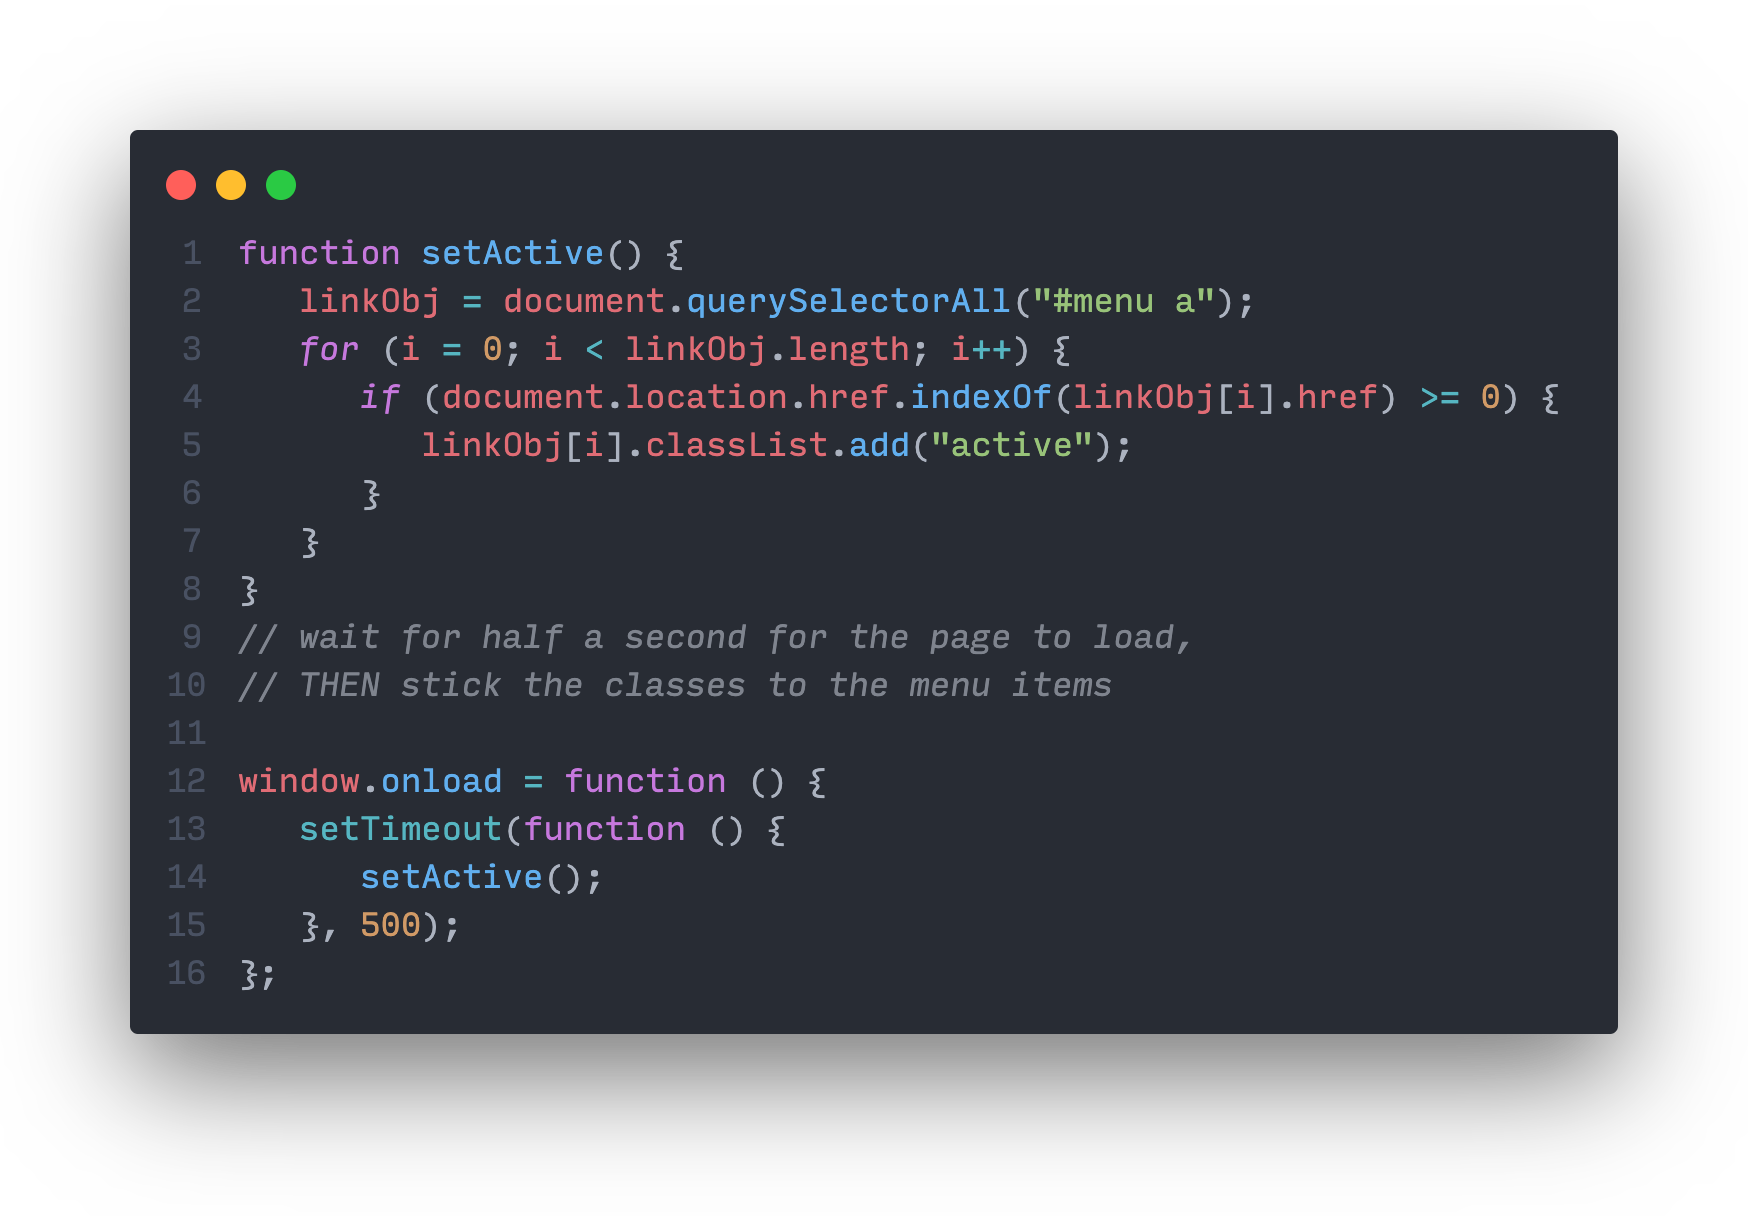 1 function setActive() {
2    linkObj = document.querySelectorAll("#menu a");
3    for (i = 0; i < linkObj.length; i++) {
4       if (document.location.href.indexOf(linkObj[i].href) >= 0) {
5          linkObj[i].classList.add("active");
6       }
7    }
8 }
9 // wait for half a second for the page to load,
10 // THEN stick the classes to the menu items
11
12 window.onload = function () {
13    setTimeout(function () {
14       setActive();
15    }, 500);
16 };